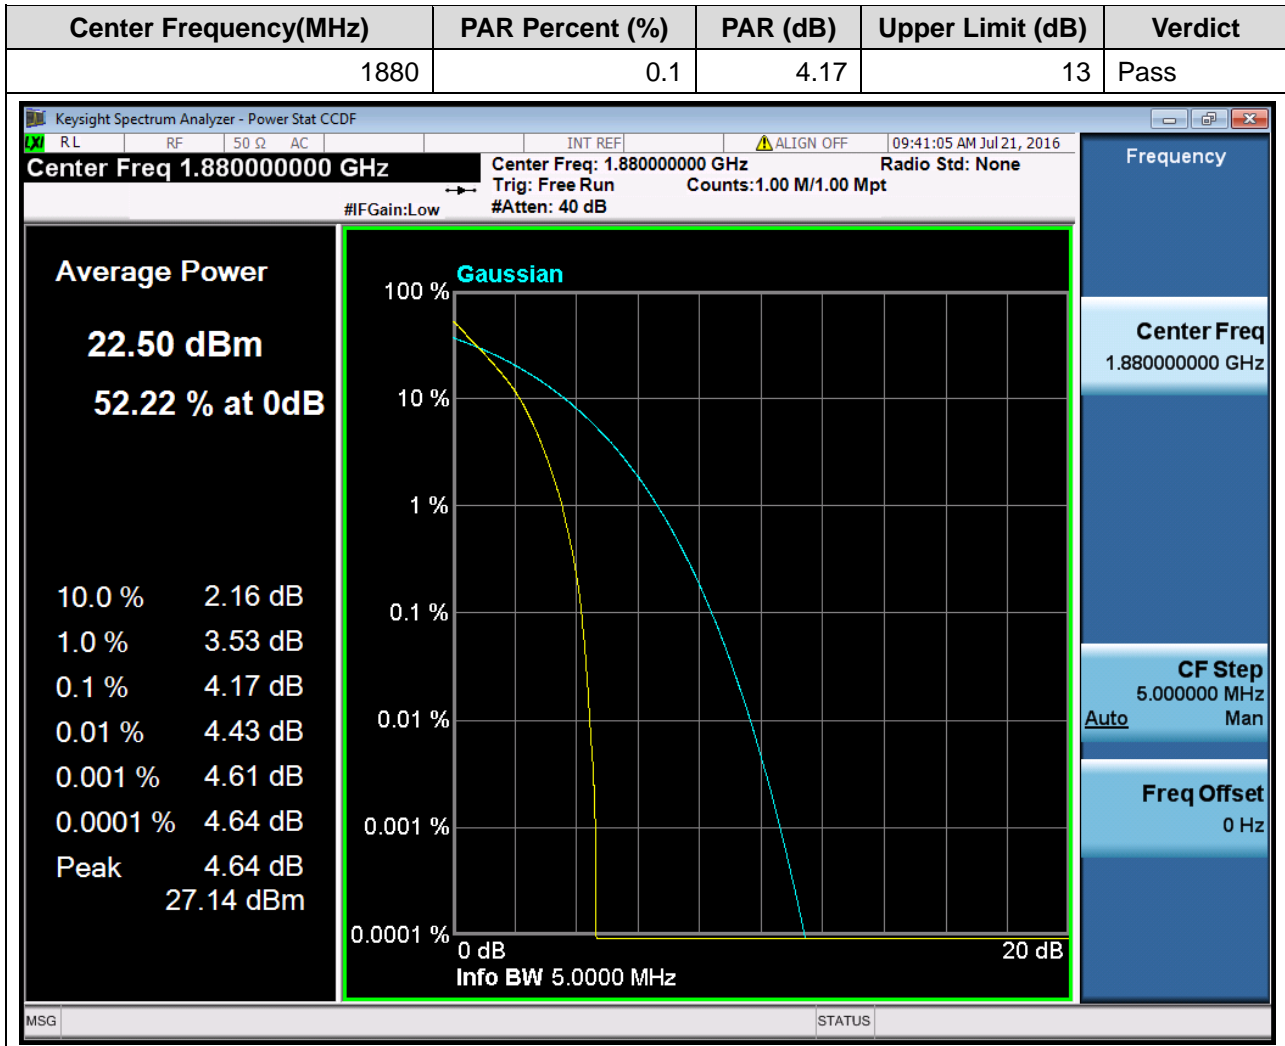 Center Frequency(MHz) PAR Percent (%) PAR (dB) Upper Limit (dB) Verdict
1880 0.1 4.17 13 Pass
Keysight Spectrum Analyzer - Power Stat CCDF
LXI RL RF 50 Ω AC INT REF ALIGN OFF 09:41:05 AM Jul 21, 2016
Center Freq 1.880000000 GHz
Center Freq: 1.880000000 GHz Radio Std: None
Trig: Free Run Counts:1.00 M/1.00 Mpt
#IFGain:Low #Atten: 40 dB
Frequency
Average Power
22.50 dBm
52.22 % at 0dB
10.0 % 2.16 dB
1.0 % 3.53 dB
0.1 % 4.17 dB
0.01 % 4.43 dB
0.001 % 4.61 dB
0.0001 % 4.64 dB
Peak 4.64 dB
27.14 dBm
Gaussian
100 %
10 %
1 %
0.1 %
0.01 %
0.001 %
0.0001 %
0 dB 20 dB
Info BW 5.0000 MHz
Center Freq
1.880000000 GHz
CF Step
5.000000 MHz
Auto Man
Freq Offset
0 Hz
MSG STATUS